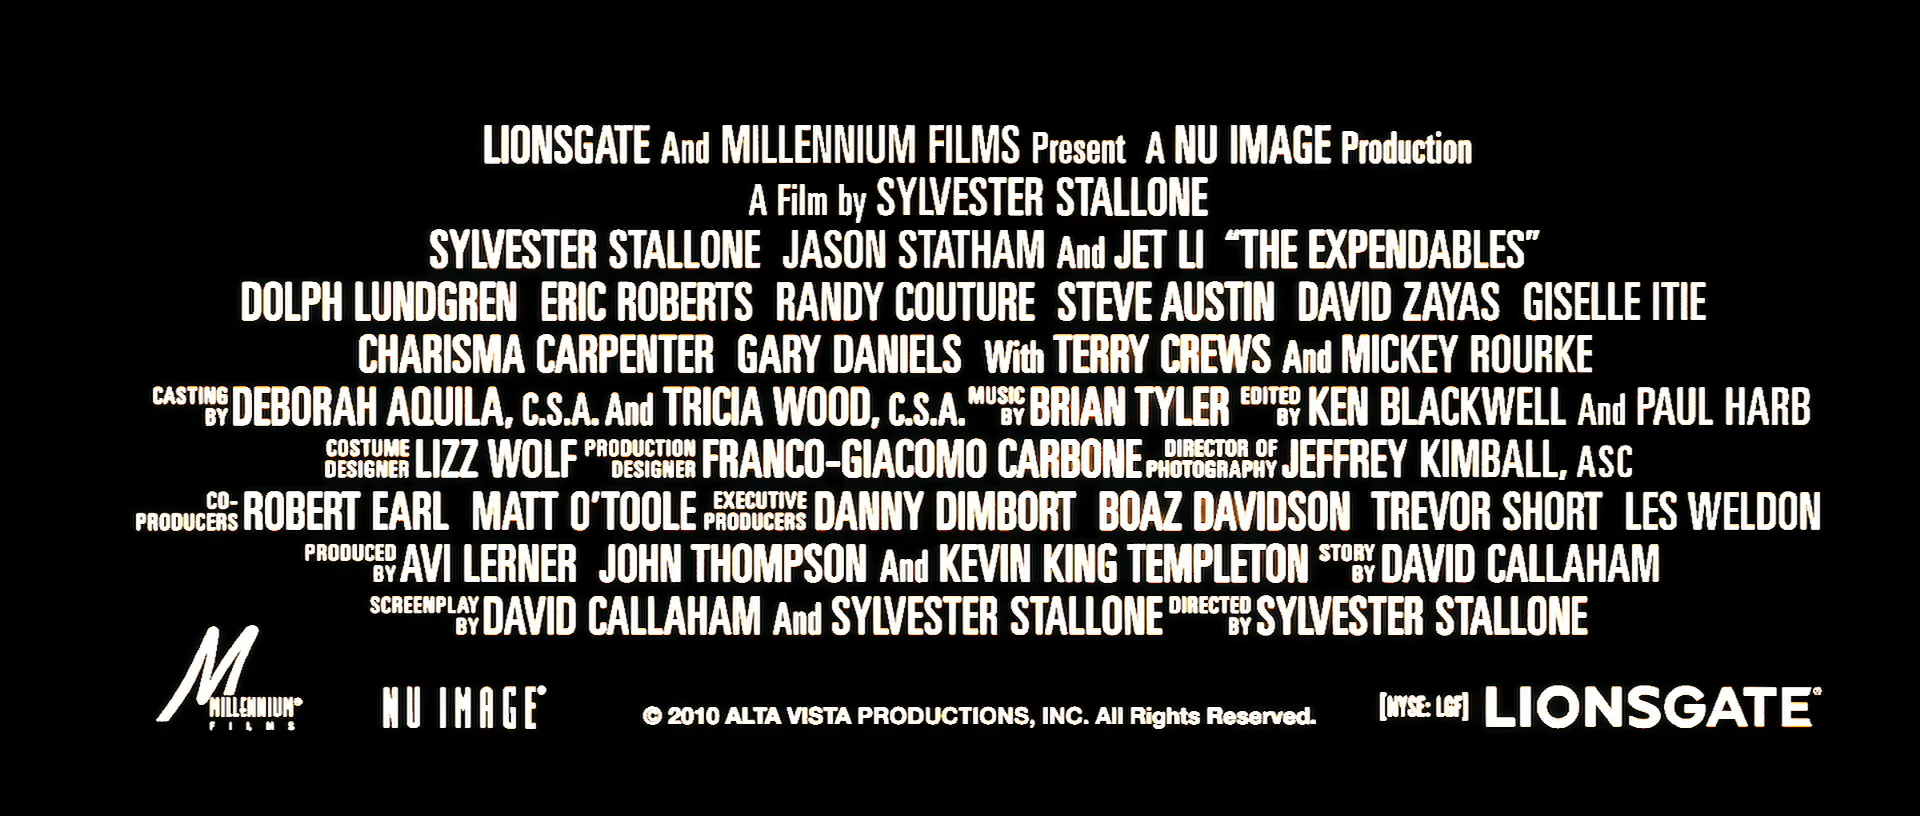 LIONSGATE And MILLENNIUM FILMS Present A NU IMAGE Production
A Film by SYLVESTER STALLONE
SYLVESTER STALLONE JASON STATHAM And JET LI “THE EXPENDABLES”
DOLPH LUNDGREN ERIC ROBERTS RANDY COUTURE STEVE AUSTIN DAVID ZAYAS GISELLE ITIE
CHARISMA CARPENTER GARY DANIELS With TERRY CREWS And MICKEY ROURKE
CASTING BY DEBORAH AQUILA, C.S.A. And TRICIA WOOD, C.S.A. MUSIC BY BRIAN TYLER EDITED BY KEN BLACKWELL And PAUL HARB
COSTUME DESIGNER LIZZ WOLF PRODUCTION DESIGNER FRANCO-GIACOMO CARBONE DIRECTOR OF PHOTOGRAPHY JEFFREY KIMBALL, ASC
CO-PRODUCERS ROBERT EARL MATT O'TOOLE EXECUTIVE PRODUCERS DANNY DIMBORT BOAZ DAVIDSON TREVOR SHORT LES WELDON
PRODUCED BY AVI LERNER JOHN THOMPSON And KEVIN KING TEMPLETON STORY BY DAVID CALLAHAM
SCREENPLAY BY DAVID CALLAHAM And SYLVESTER STALLONE DIRECTED BY SYLVESTER STALLONE
M MILLENNIUM® FILMS NU IMAGE® © 2010 ALTA VISTA PRODUCTIONS, INC. All Rights Reserved. [NYSE: LGF] LIONSGATE®